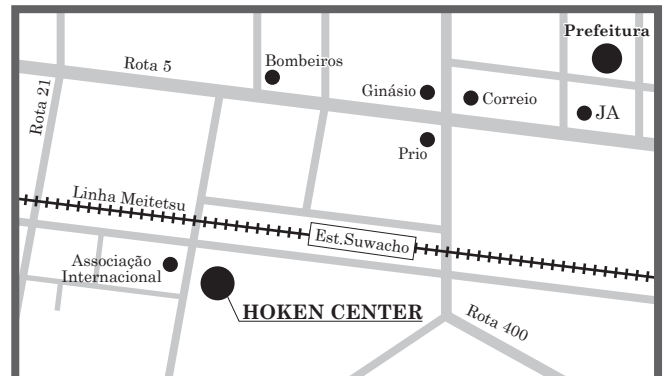 Prefeitura
Rota 5
Bombeiros
Rota 21
Ginásio
Correio
JA
Prio
Linha Meitetsu
Est.Suwacho
Associação
Internacional
HOKEN CENTER
Rota 400